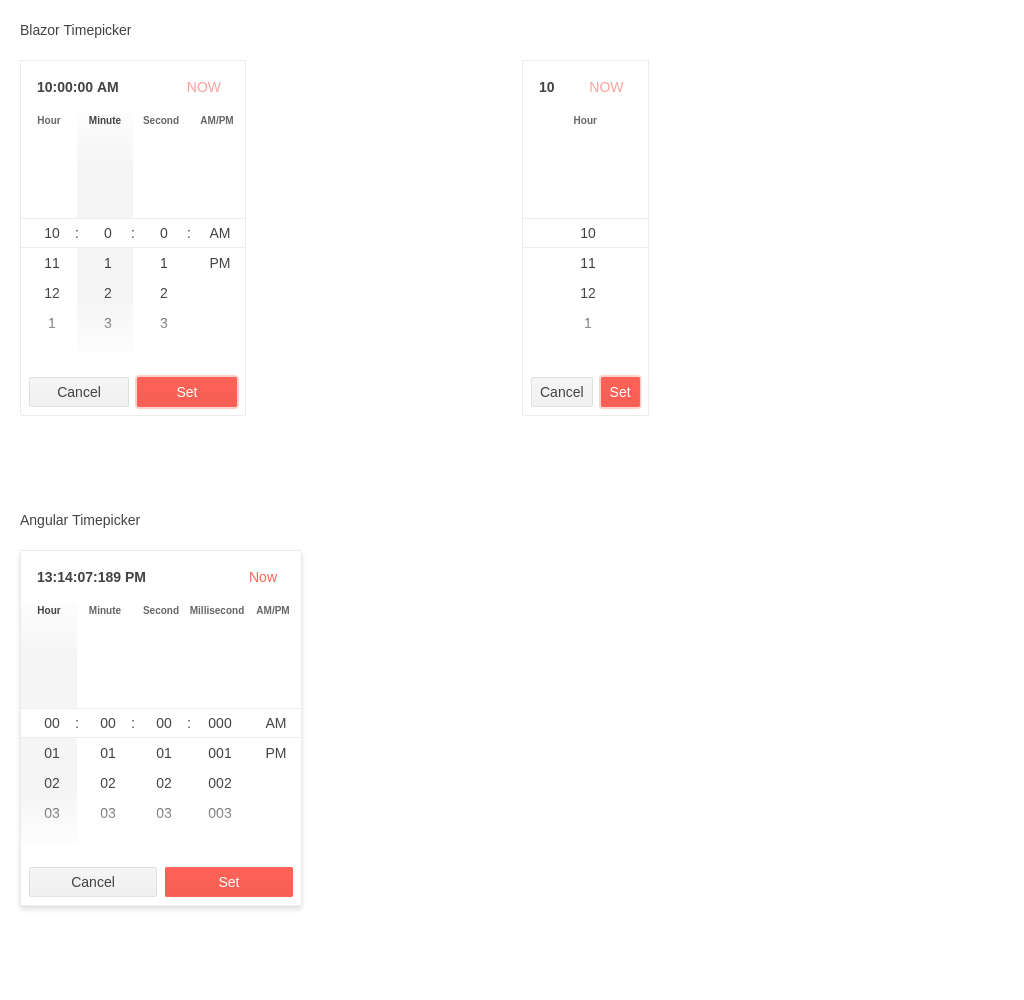 Blazor Timepicker
10:00:00 AM NOW
Hour Minute Second AM/PM
10 : 0 : 0 : AM
11 1 1 PM
12 2 2
1 3 3
Cancel Set
10 NOW
Hour
10
11
12
1
Cancel Set
Angular Timepicker
13:14:07:189 PM Now
Hour Minute Second Millisecond AM/PM
00 : 00 : 00 : 000 AM
01 01 01 001 PM
02 02 02 002
03 03 03 003
Cancel Set